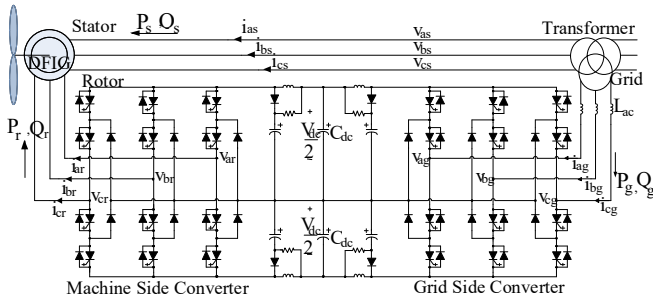 Stator
P_s Q_s
i_as
v_as
Transformer
i_bs
v_bs
i_cs
v_cs
DFIG
Grid
Rotor
L_ac
P_r ,Q_r
V_dc
2
C_dc
i_ar
v_ar
v_ag
i_ag
i_br
v_br
v_bg
i_bg
P_g,Q_g
i_cr
v_cr
v_cg
i_cg
V_dc
2
C_dc
Machine Side Converter
Grid Side Converter